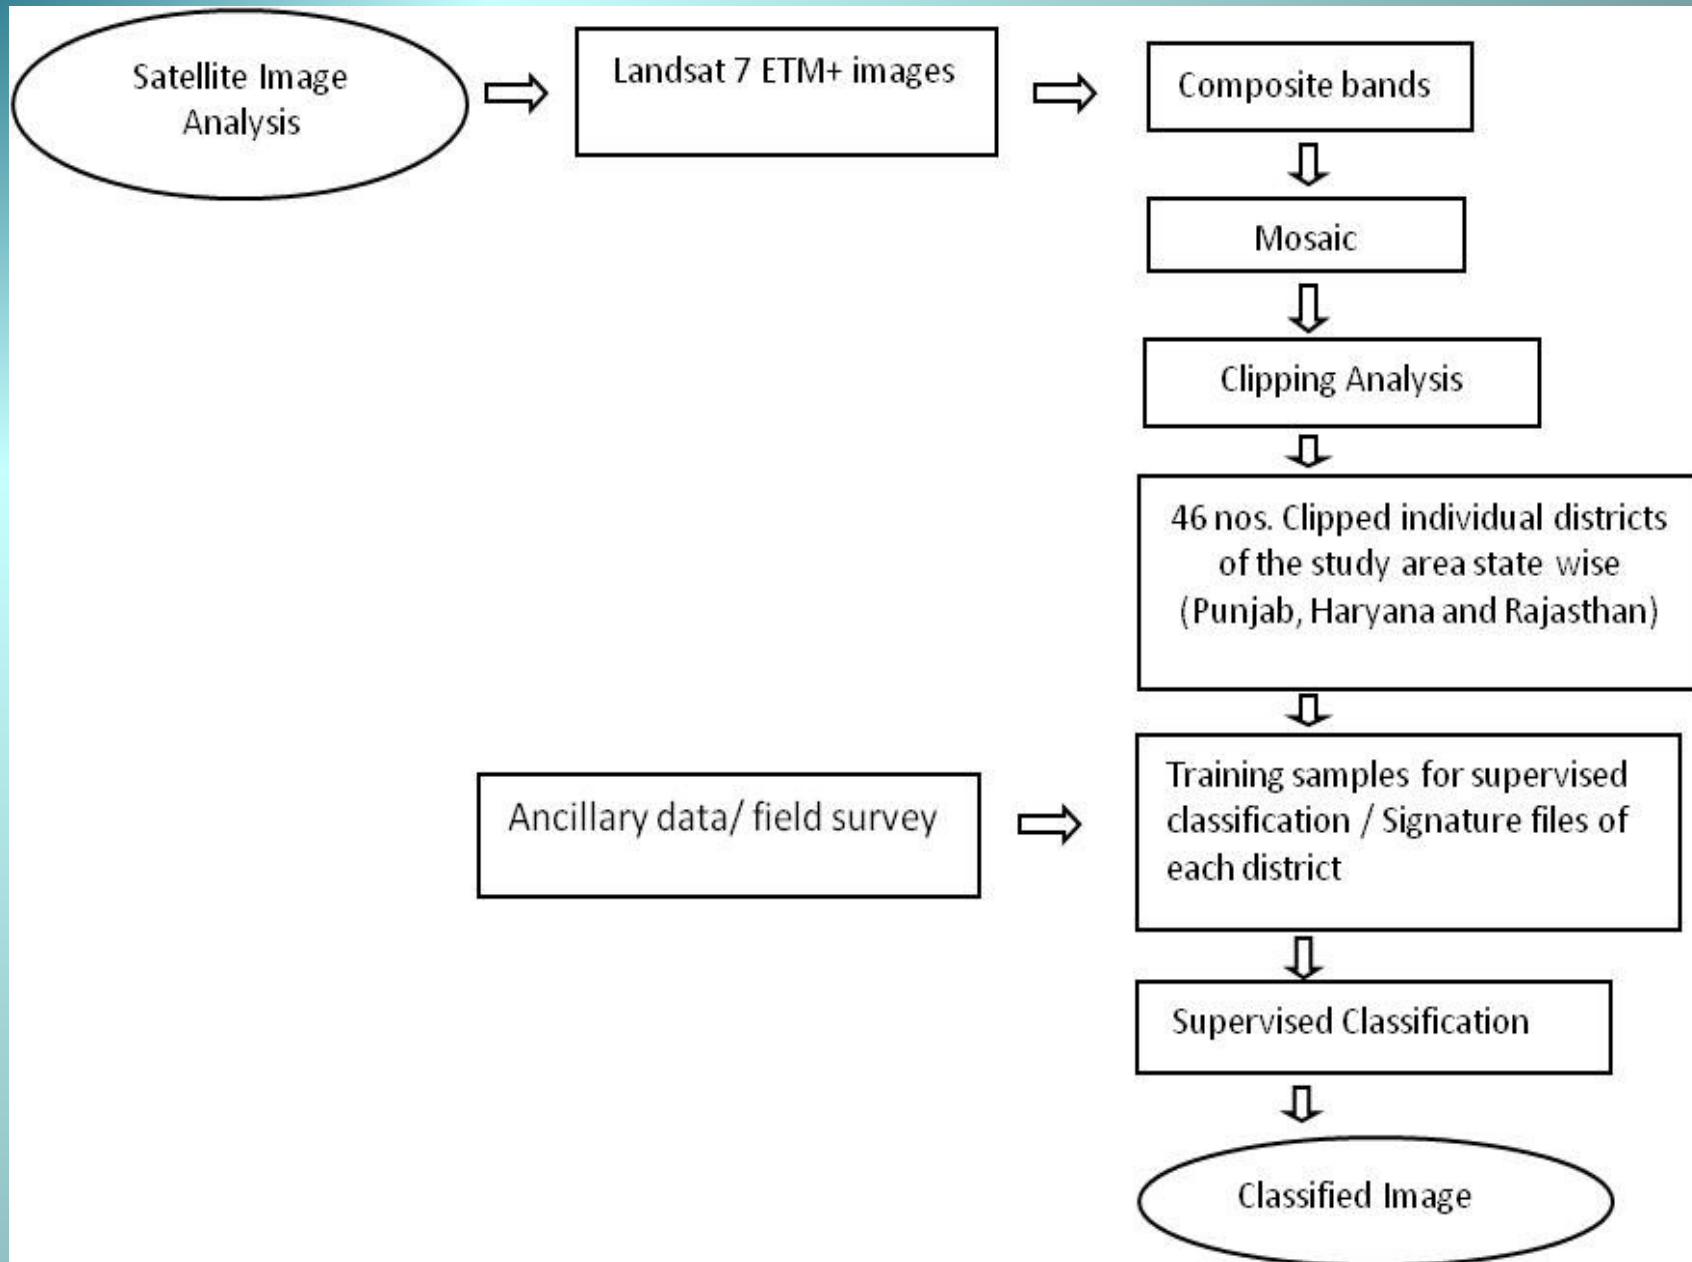 Satellite Image
Analysis
Landsat 7 ETM+ images
Composite bands
Mosaic
Clipping Analysis
46 nos. Clipped individual districts
of the study area state wise
(Punjab, Haryana and Rajasthan)
Ancillary data/ field survey
Training samples for supervised
classification / Signature files of
each district
Supervised Classification
Classified Image